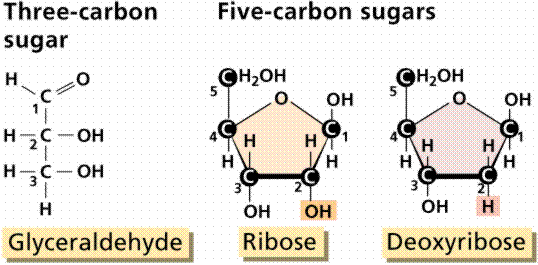 Three-carbon sugar
Five-carbon sugars
H O
C
1
H C OH
2
H C OH
3
H
Glyceraldehyde
CH₂OH
5
O OH
C C
4 1
H H H H
C C
3 2
OH OH
Ribose
CH₂OH
5
O OH
C C
4 1
H H H H
C C
3 2
OH H
Deoxyribose